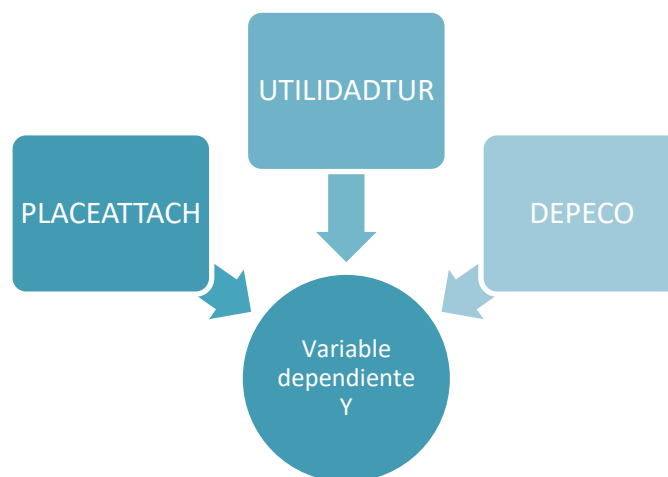 UTILIDADTUR
PLACEATTACH
DEPECO
Variable
dependiente
Y